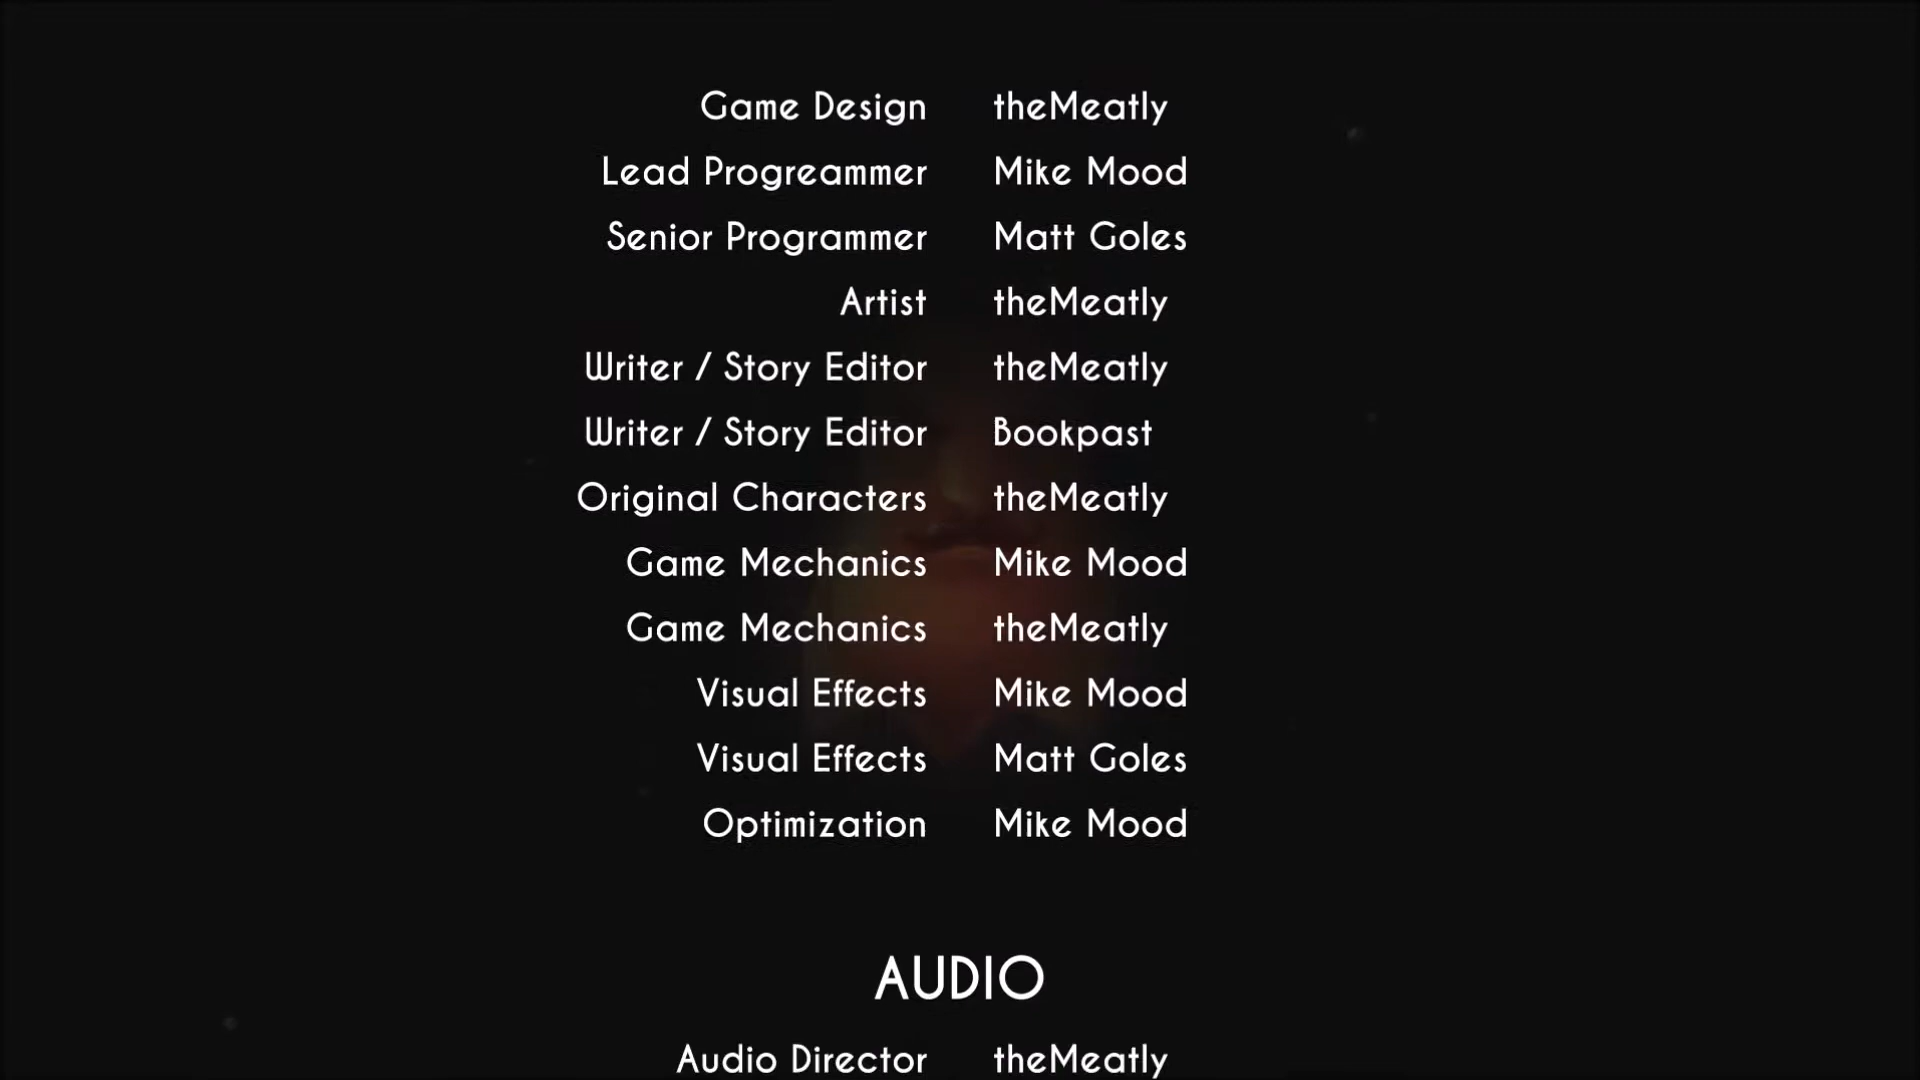 Game Design theMeatly
Lead Progreammer Mike Mood
Senior Programmer Matt Goles
Artist theMeatly
Writer / Story Editor theMeatly
Writer / Story Editor Bookpast
Original Characters theMeatly
Game Mechanics Mike Mood
Game Mechanics theMeatly
Visual Effects Mike Mood
Visual Effects Matt Goles
Optimization Mike Mood
AUDIO
Audio Director theMeatly